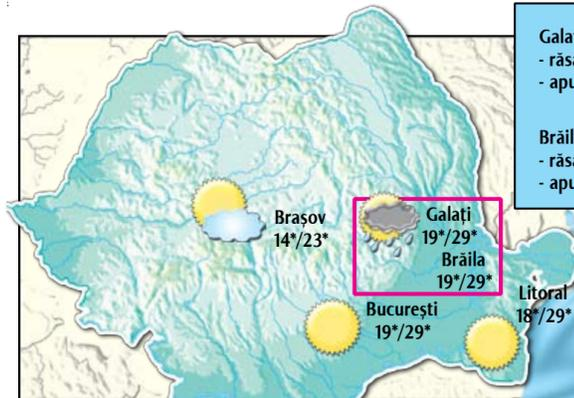 Galaț
- răsă
- apu
Brăil
- răsă
- apu
Brașov
14*/23*
Galați
19*/29*
Brăila
19*/29*
București
19*/29*
Litoral
18*/29*